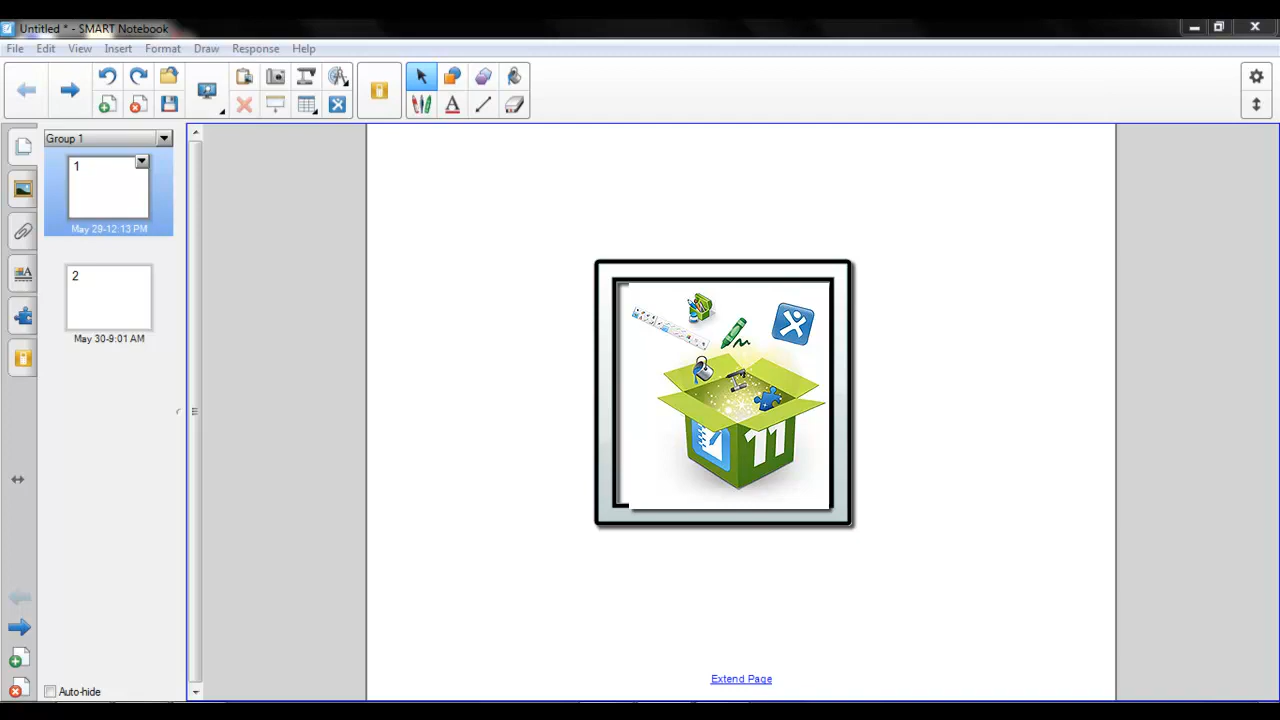 Untitled * - SMART Notebook
File Edit View Insert Format Draw Response Help
Group 1
1
May 29-12:13 PM
2
May 30-9:01 AM
11
Extend Page
Auto-hide